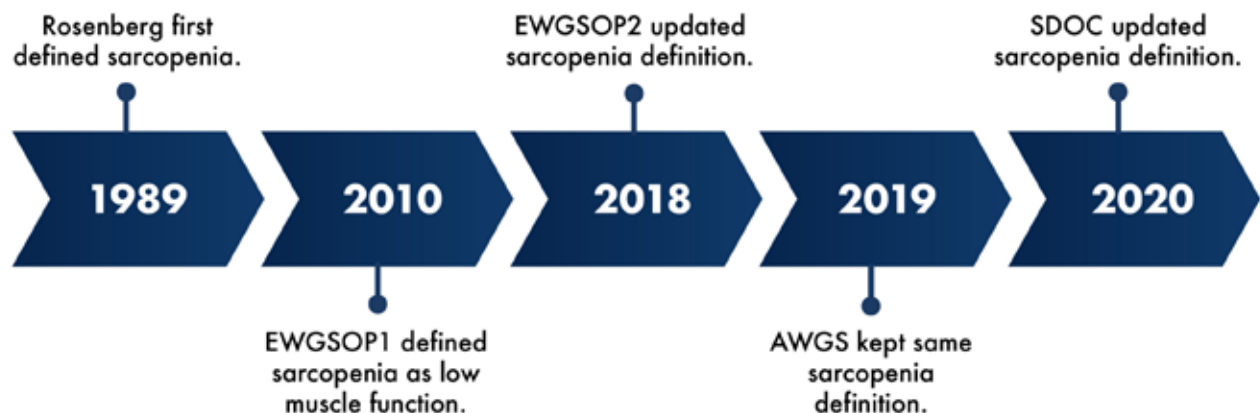 Rosenberg first
defined sarcopenia.
EWGSOP2 updated
sarcopenia definition.
SDOC updated
sarcopenia definition.
1989
2010
2018
2019
2020
EWGSOP1 defined
sarcopenia as low
muscle function.
AWGS kept same
sarcopenia
definition.